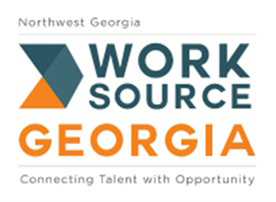 Northwest Georgia
WORK
SOURCE
GEORGIA
Connecting Talent with Opportunity